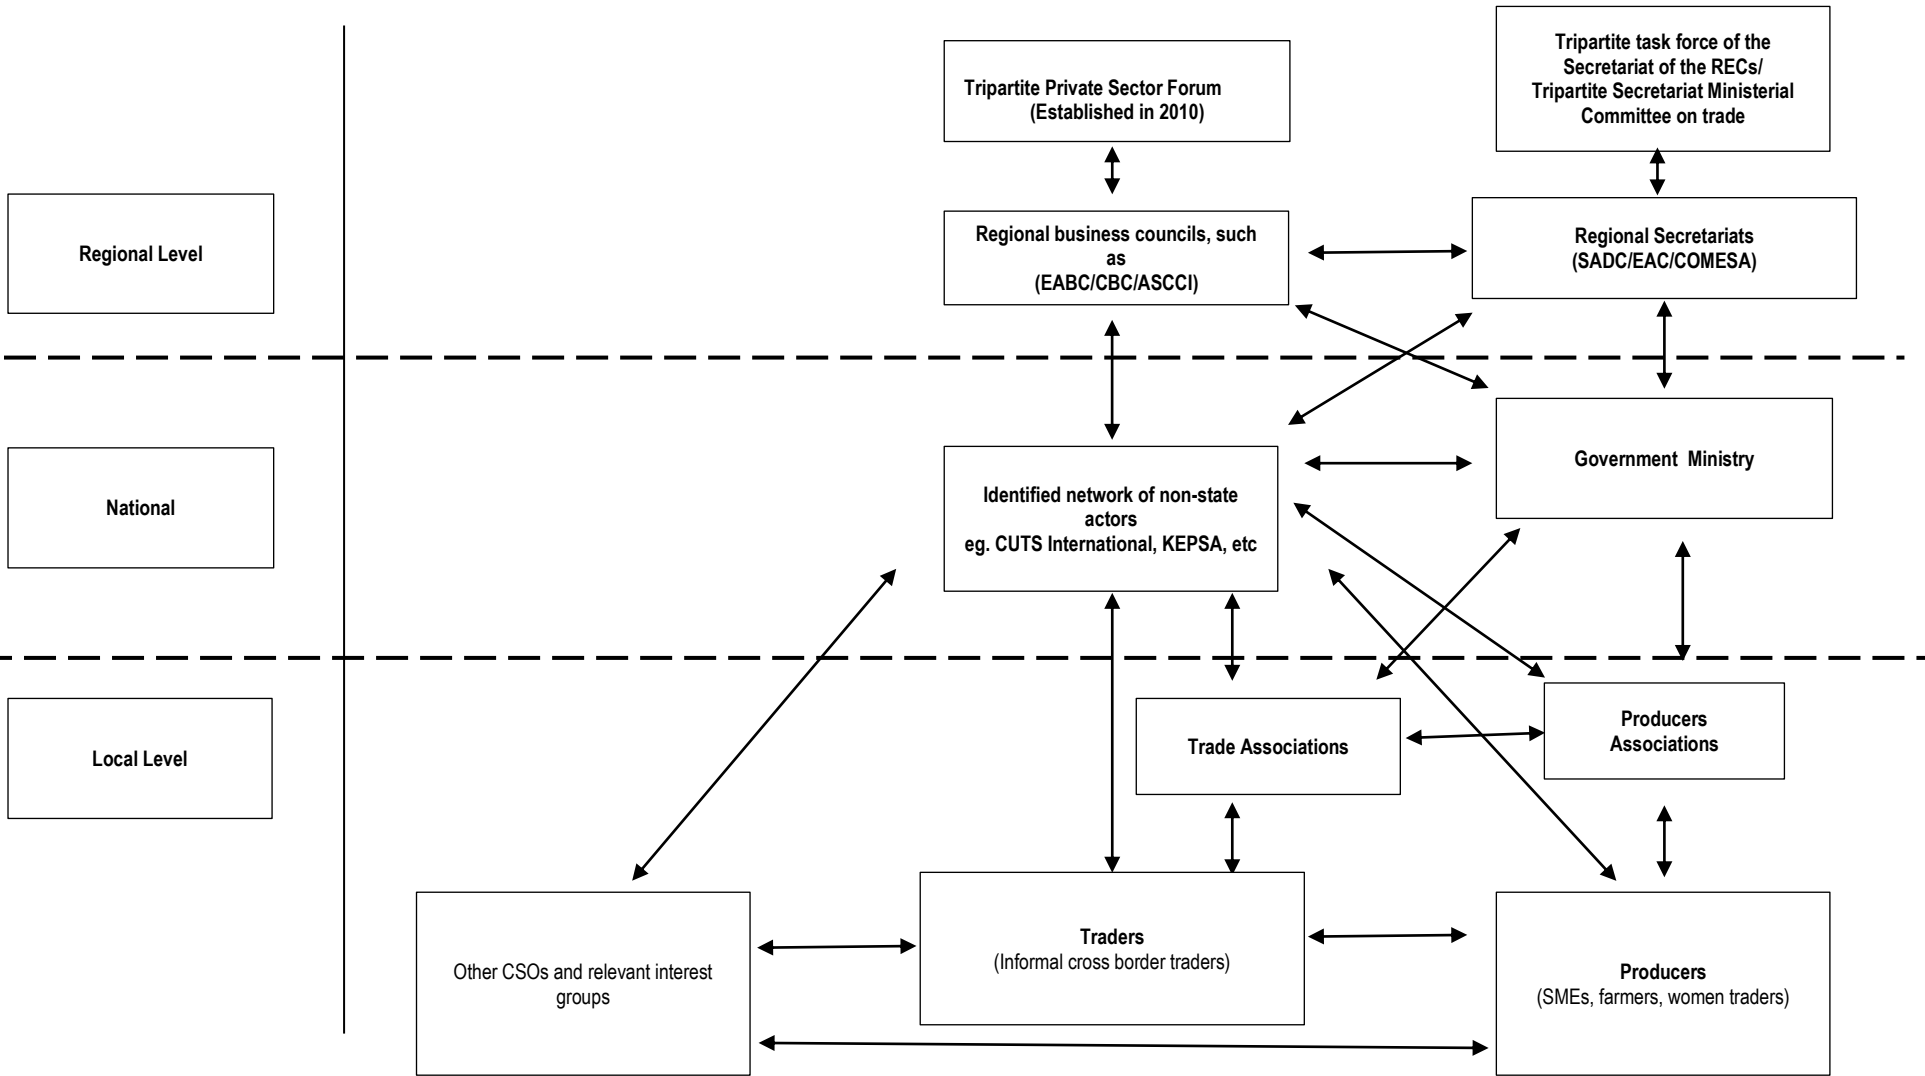 Tripartite Private Sector Forum
(Established in 2010)
Tripartite task force of the
Secretariat of the RECs/
Tripartite Secretariat Ministerial
Committee on trade
Regional Level
Regional business councils, such
as
(EABC/CBC/ASCCI)
Regional Secretariats
(SADC/EAC/COMESA)
National
Identified network of non-state
actors
eg. CUTS International, KEPSA, etc
Government Ministry
Local Level
Trade Associations
Producers
Associations
Other CSOs and relevant interest
groups
Traders
(Informal cross border traders)
Producers
(SMEs, farmers, women traders)